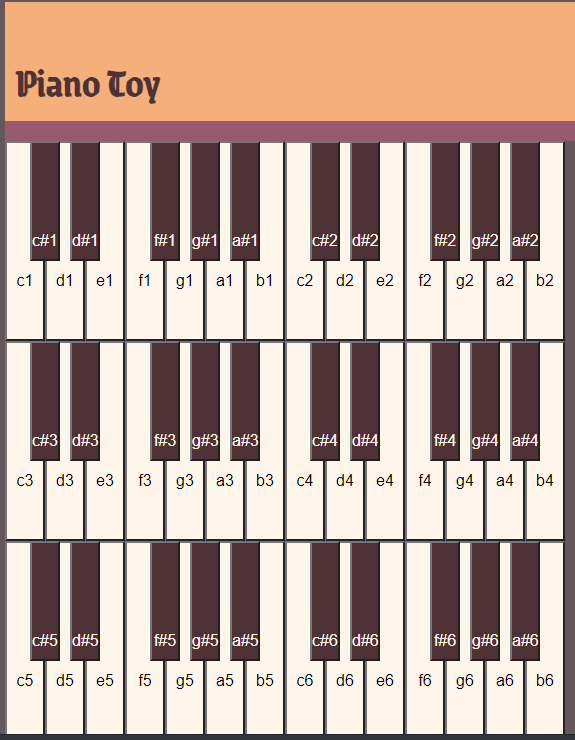 Piano Toy
c#1 d#1 f#1 g#1 a#1 c#2 d#2 f#2 g#2 a#2
c1 d1 e1 f1 g1 a1 b1 c2 d2 e2 f2 g2 a2 b2
c#3 d#3 f#3 g#3 a#3 c#4 d#4 f#4 g#4 a#4
c3 d3 e3 f3 g3 a3 b3 c4 d4 e4 f4 g4 a4 b4
c#5 d#5 f#5 g#5 a#5 c#6 d#6 f#6 g#6 a#6
c5 d5 e5 f5 g5 a5 b5 c6 d6 e6 f6 g6 a6 b6